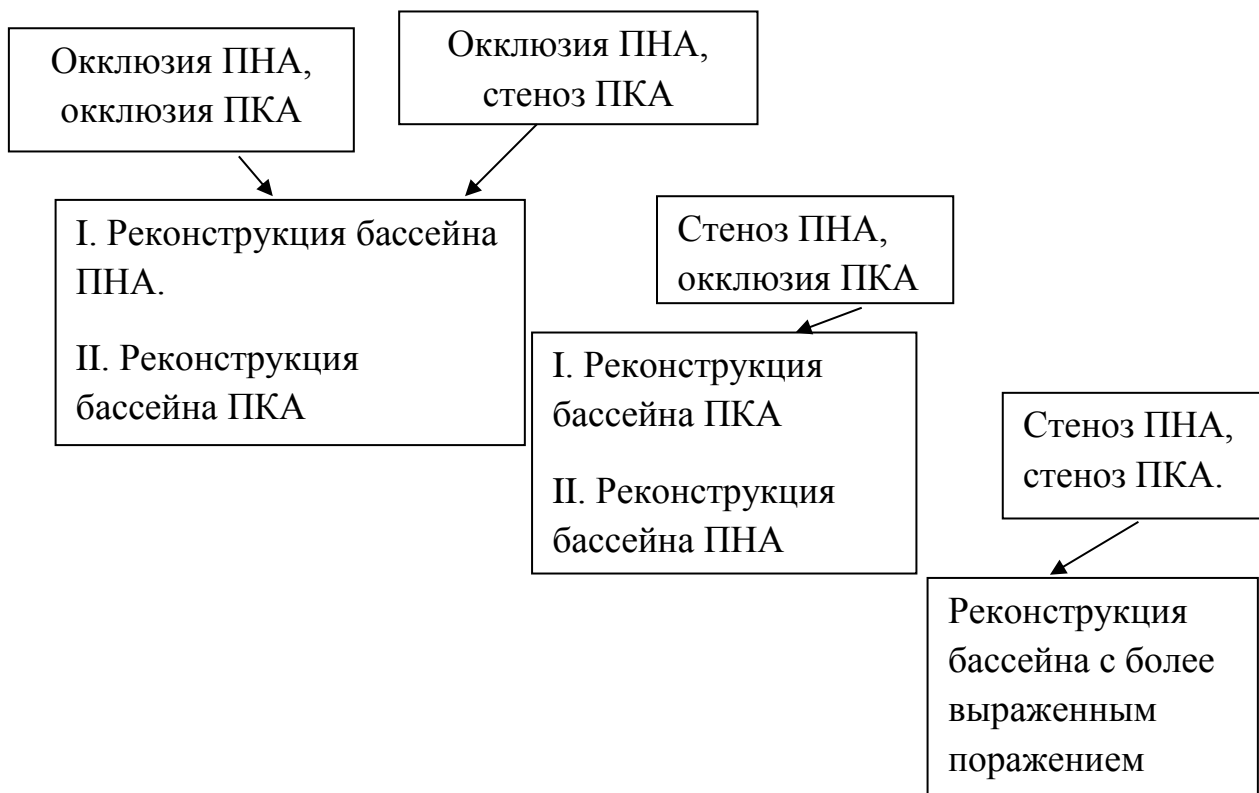 Окклюзия ПНА,
окклюзия ПКА
Окклюзия ПНА,
стеноз ПКА
I. Реконструкция бассейна
ПНА.
II. Реконструкция
бассейна ПКА
Стеноз ПНА,
окклюзия ПКА
I. Реконструкция
бассейна ПКА
II. Реконструкция
бассейна ПНА
Стеноз ПНА,
стеноз ПКА.
Реконструкция
бассейна с более
выраженным
поражением